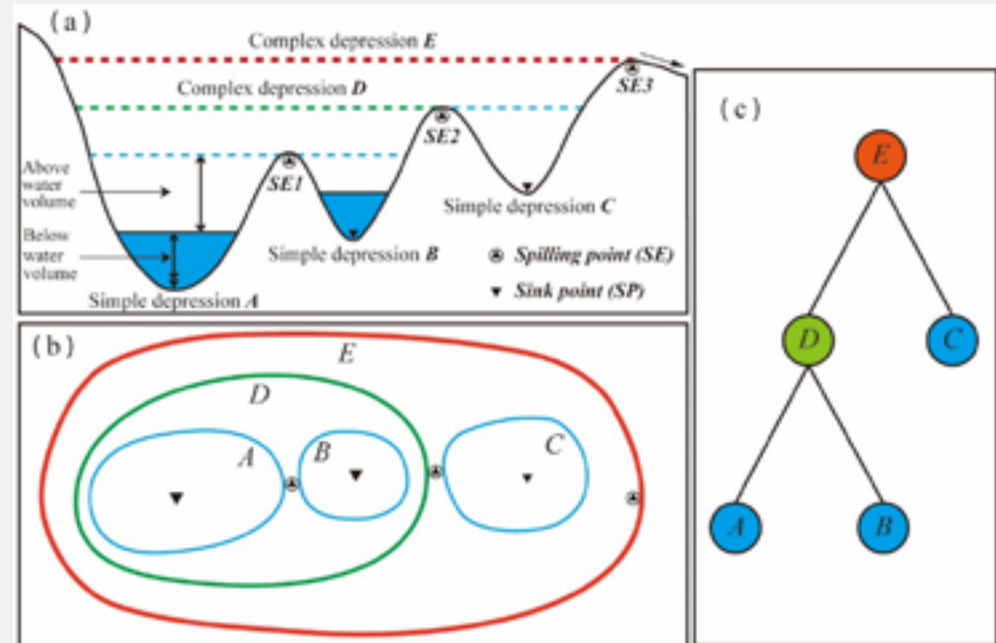 (a)
Complex depression E
Complex depression D
SE3
SE2
SE1
Above
water
volume
Simple depression C
Below
water
volume
Simple depression B
Spilling point (SE)
Simple depression A
Sink point (SP)
(b)
E
D
A
B
C
(c)
E
D
C
A
B